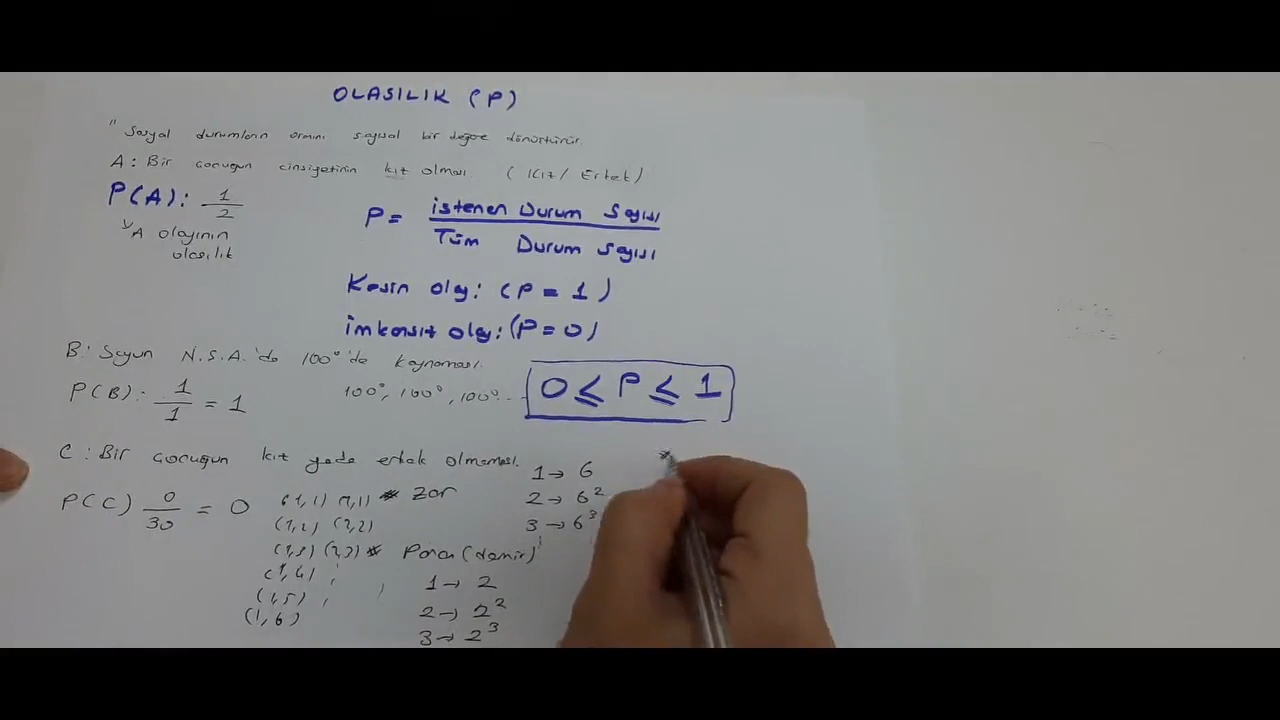 OLASILIK (P)
" Sosyal durumların oranını sayısal bir değere dönüştürür.
A: Bir çocuğun cinsiyetinin kız olması. (Kız/ Erkek)
P(A): 1/2
A olayının
olasılık
P= istenen Durum Sayısı
Tüm Durum Sayısı
Kesin olay: (P = 1)
imkansız olay: (P=0)
B: Suyun N.S.A.'da 100°'de kaynaması.
P(B): 1/1 = 1
100°, 100°, 100°...
0 ≤ P ≤ 1
C: Bir çocuğun kız yada erkek olmaması.
P(C) 0/30 = 0
(1,1) (2,1) * Zar
(1,2) (2,2)
(1,3) (2,3) * Para (demir)
(1,4)
(1,5)
(1,6)
1→ 6
2→ 6²
3→ 6³
1→ 2
2→ 2²
3→ 2³
*